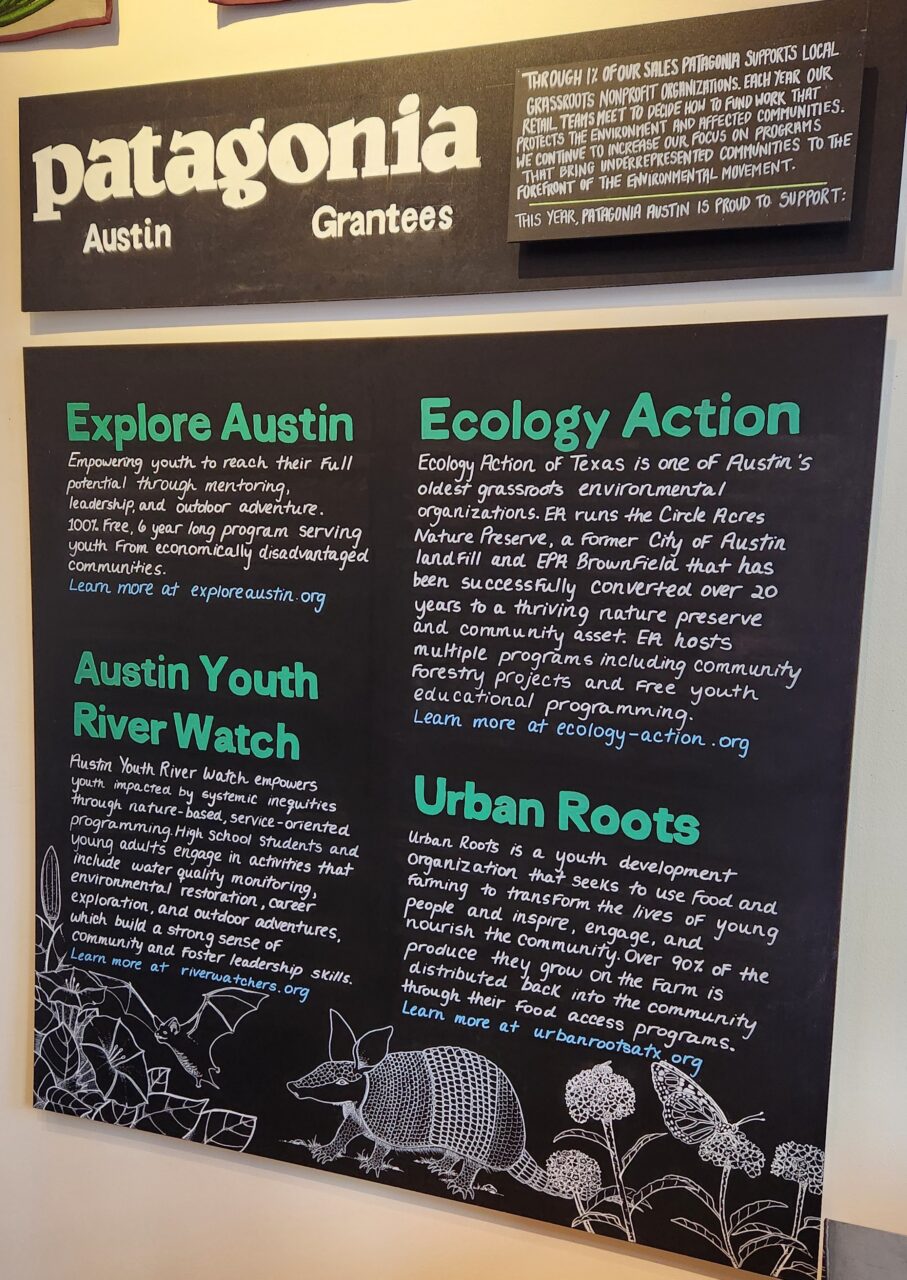 patagonia
Austin
Grantees
THROUGH 1% OF OUR SALES PATAGONIA SUPPORTS LOCAL
GRASSROOTS NONPROFIT ORGANIZATIONS. EACH YEAR OUR
RETAIL TEAMS MEET TO DECIDE HOW TO FUND WORK THAT
PROTECTS THE ENVIRONMENT AND AFFECTED COMMUNITIES.
WE CONTINUE TO INCREASE OUR FOCUS ON PROGRAMS
THAT BRING UNDERREPRESENTED COMMUNITIES TO THE
FOREFRONT OF THE ENVIRONMENTAL MOVEMENT.
THIS YEAR, PATAGONIA AUSTIN IS PROUD TO SUPPORT:
Explore Austin
Empowering youth to reach their full
potential through mentoring,
leadership, and outdoor adventure.
100% Free, 6 year long program serving
youth from economically disadvantaged
communities.
Learn more at exploreaustin.org
Austin Youth
River Watch
Austin Youth River Watch empowers
youth impacted by systemic inequities
through nature-based, service-oriented
programming. High School students and
young adults engage in activities that
include water quality monitoring,
environmental restoration, career
exploration, and outdoor adventures,
which build a strong sense of
community and foster leadership skills.
Learn more at riverwatchers.org
Ecology Action
Ecology Action of Texas is one of Austin's
oldest grassroots environmental
organizations. EA runs the Circle Acres
Nature Preserve, a former City of Austin
landfill and EPA Brownfield that has
been successfully converted over 20
years to a thriving nature preserve
and community asset. EA hosts
multiple programs including community
forestry projects and free youth
educational programming.
Learn more at ecology-action.org
Urban Roots
Urban Roots is a youth development
organization that seeks to use food and
farming to transform the lives of young
people and inspire, engage, and
nourish the community. Over 90% of the
produce they grow on the farm is
distributed back into the community
through their food access programs.
Learn more at urbanrootsatx.org